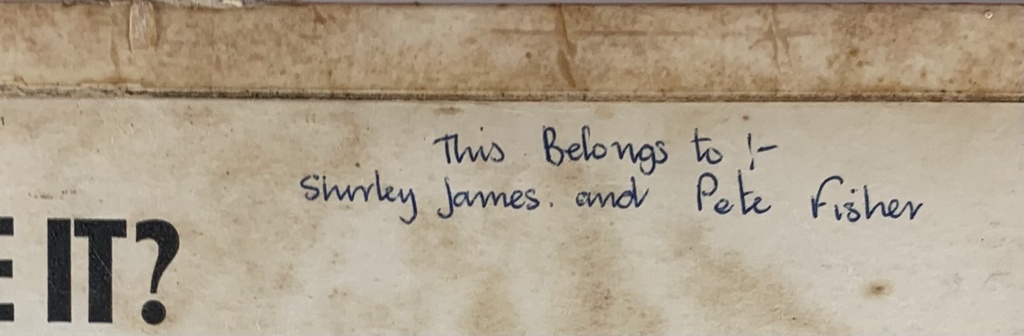 This Belongs to :-
Shirley James. and Pete Fisher
E IT?